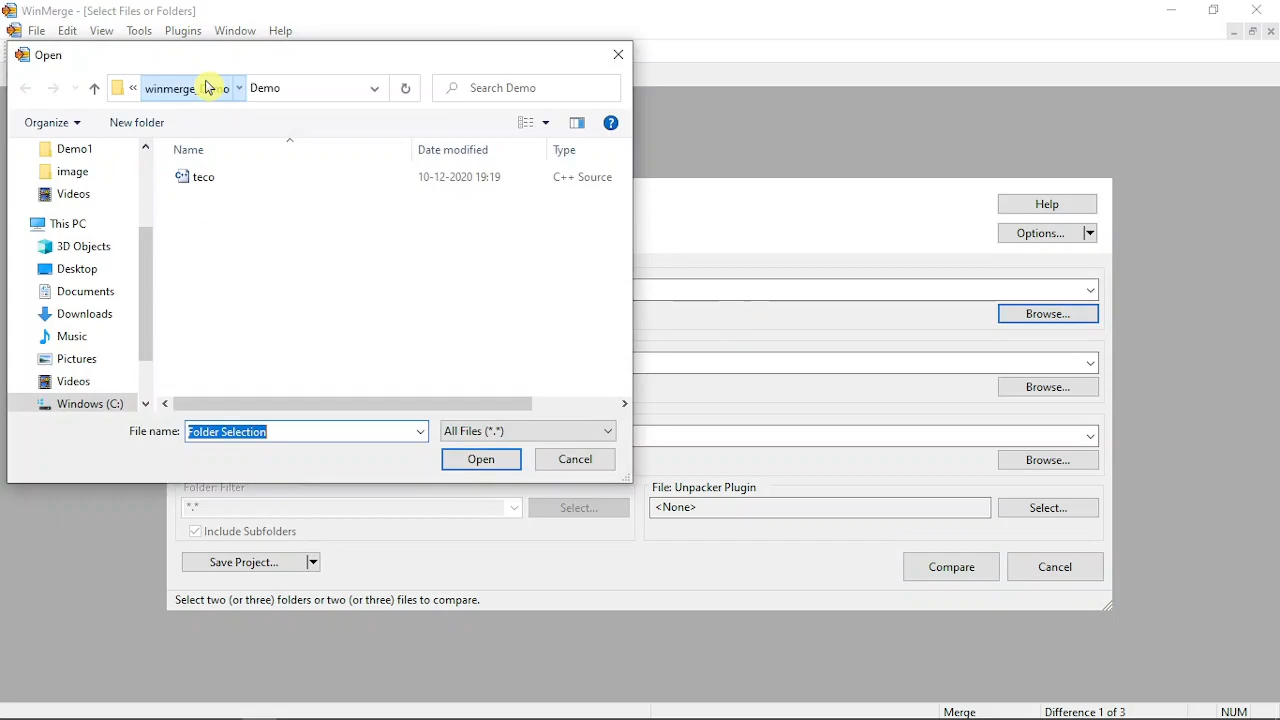 WinMerge - [Select Files or Folders]
File Edit View Tools Plugins Window Help
Open
« Demo
Search Demo
Organize New folder
Demo1
image
Videos
This PC
3D Objects
Desktop
Documents
Downloads
Music
Pictures
Videos
Windows (C:)
Name Date modified Type
teco 10-12-2020 19:19 C++ Source
File name: Folder Selection All Files (*.*)
Open Cancel
Help
Options...
Browse...
Browse...
Browse...
Folder: Filter
*.*
Select...
Include Subfolders
File: Unpacker Plugin
<None>
Select...
Save Project... Compare Cancel
Select two (or three) folders or two (or three) files to compare.
Merge Difference 1 of 3 NUM